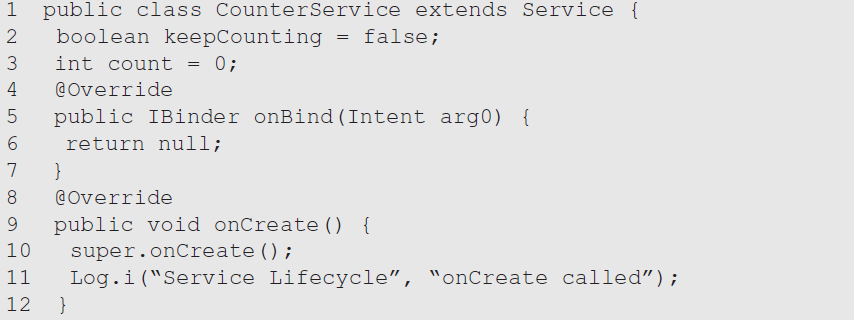 1 public class CounterService extends Service {
2 boolean keepCounting = false;
3 int count = 0;
4 @Override
5 public IBinder onBind(Intent arg0) {
6 return null;
7 }
8 @Override
9 public void onCreate() {
10 super.onCreate();
11 Log.i(“Service Lifecycle”, “onCreate called”);
12 }